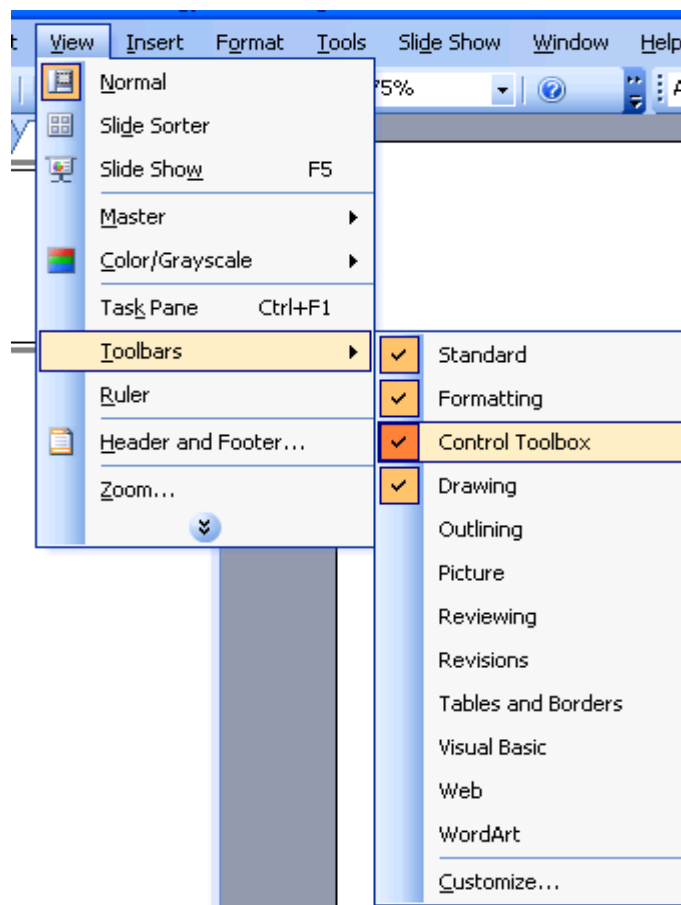 t View Insert Format Tools Slide Show Window Help
Normal 75% A
Slide Sorter
Slide Show F5
Master
Color/Grayscale
Task Pane Ctrl+F1
Toolbars
Ruler
Header and Footer...
Zoom...
Standard
Formatting
Control Toolbox
Drawing
Outlining
Picture
Reviewing
Revisions
Tables and Borders
Visual Basic
Web
WordArt
Customize...